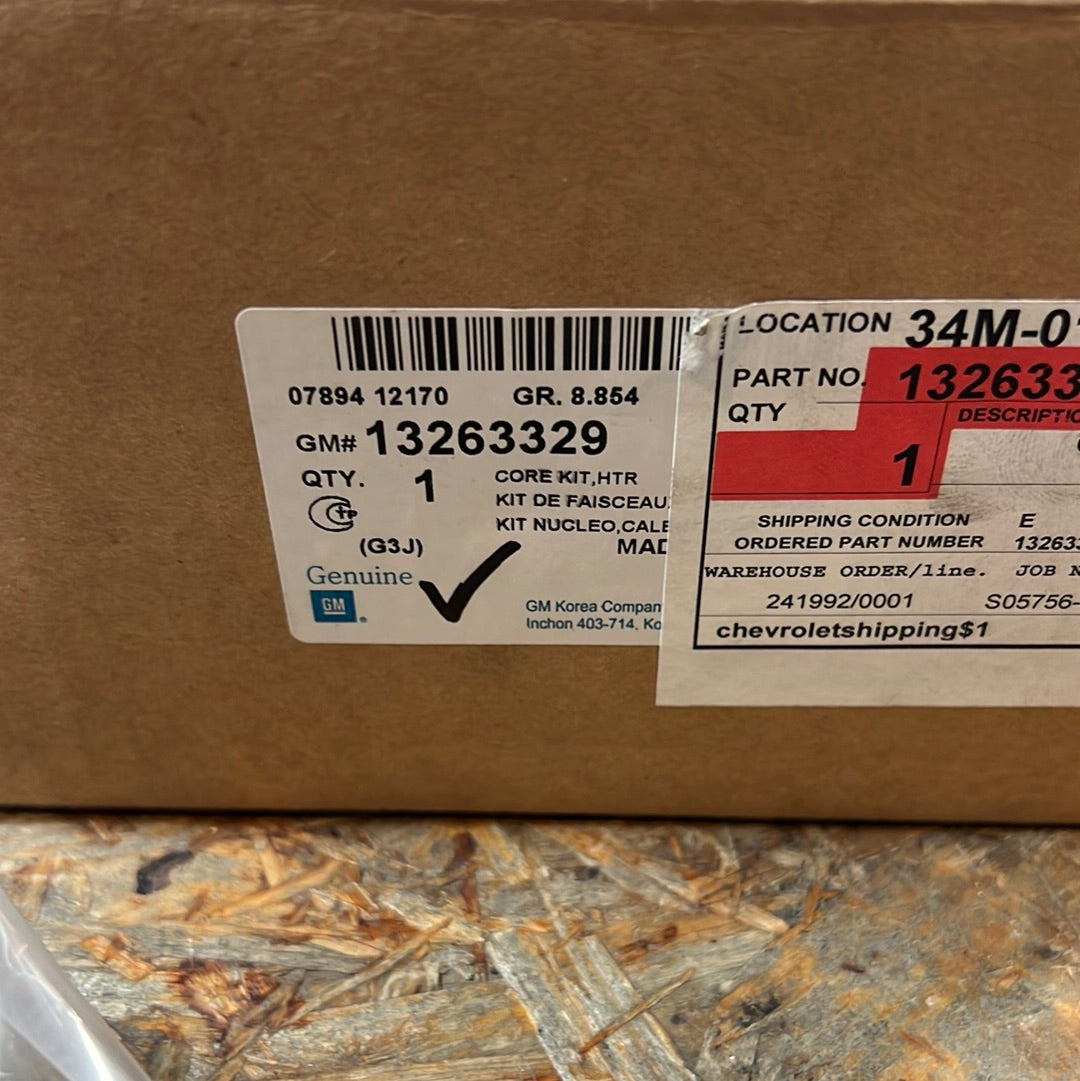 07894 12170 GR. 8.854
GM# 13263329
QTY. 1 CORE KIT,HTR
KIT DE FAISCEAU
KIT NUCLEO,CALE
(G3J) MAD
Genuine
GM
GM Korea Compan
Inchon 403-714, Ko
LOCATION 34M-0
PART NO. 132633
QTY DESCRIPTIO
1
SHIPPING CONDITION E
ORDERED PART NUMBER 13263
WAREHOUSE ORDER/line. JOB N
241992/0001 S05756-
chevroletshipping$1